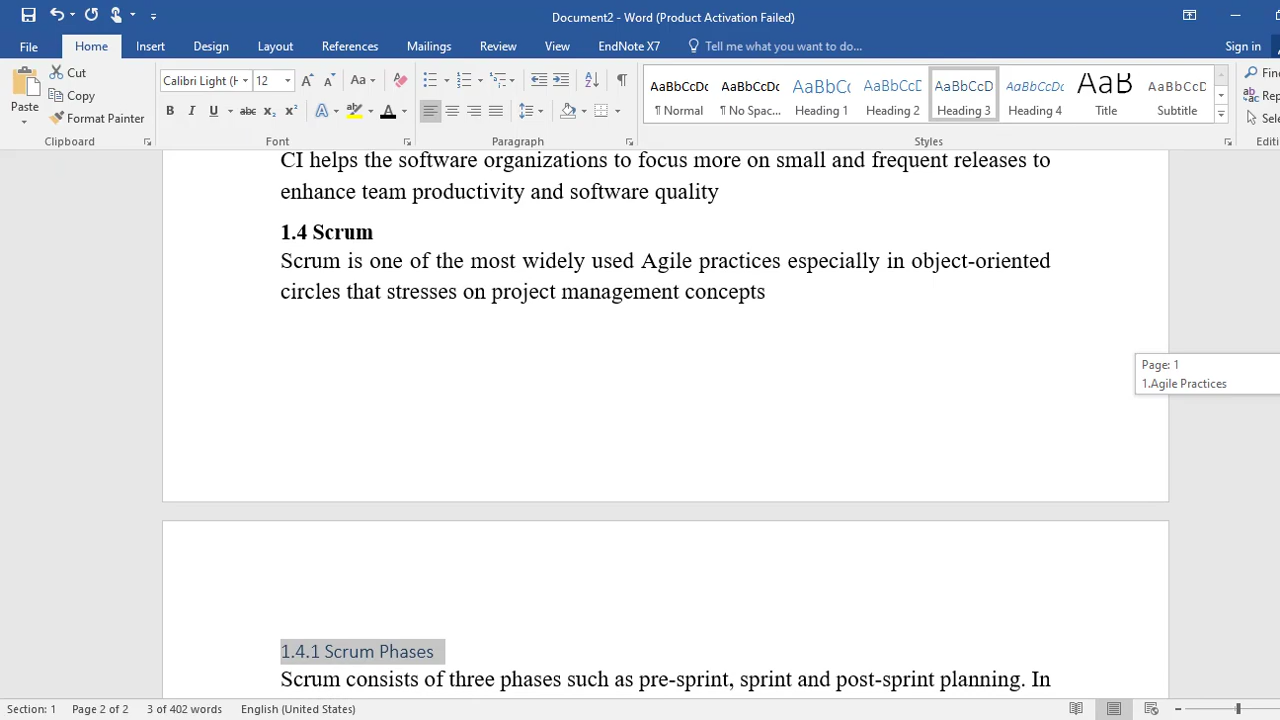 Document2 - Word (Product Activation Failed)
File Home Insert Design Layout References Mailings Review View EndNote X7 Tell me what you want to do... Sign in
Paste
Cut
Copy
Format Painter
Clipboard
Calibri Light (H 12
Font
Paragraph
AaBbCcDc AaBbCcDc AaBbCc AaBbCcD AaBbCcD AaBbCcDc AaB AaBbCcD
¶ Normal ¶ No Spac... Heading 1 Heading 2 Heading 3 Heading 4 Title Subtitle
Styles
Fin
Rep
Sele
Editi
CI helps the software organizations to focus more on small and frequent releases to
enhance team productivity and software quality
1.4 Scrum
Scrum is one of the most widely used Agile practices especially in object-oriented
circles that stresses on project management concepts
Page: 1
1.Agile Practices
1.4.1 Scrum Phases
Scrum consists of three phases such as pre-sprint, sprint and post-sprint planning. In
Section: 1 Page 2 of 2 3 of 402 words English (United States)